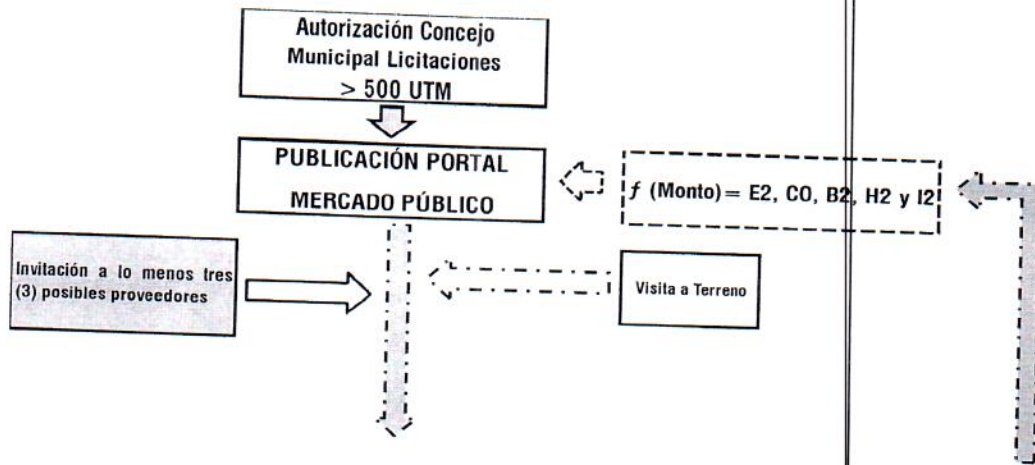 Autorización Concejo
Municipal Licitaciones
> 500 UTM
PUBLICACIÓN PORTAL
MERCADO PÚBLICO
f (Monto) = E2, CO, B2, H2 y I2
Invitación a lo menos tres
(3) posibles proveedores
Visita a Terreno